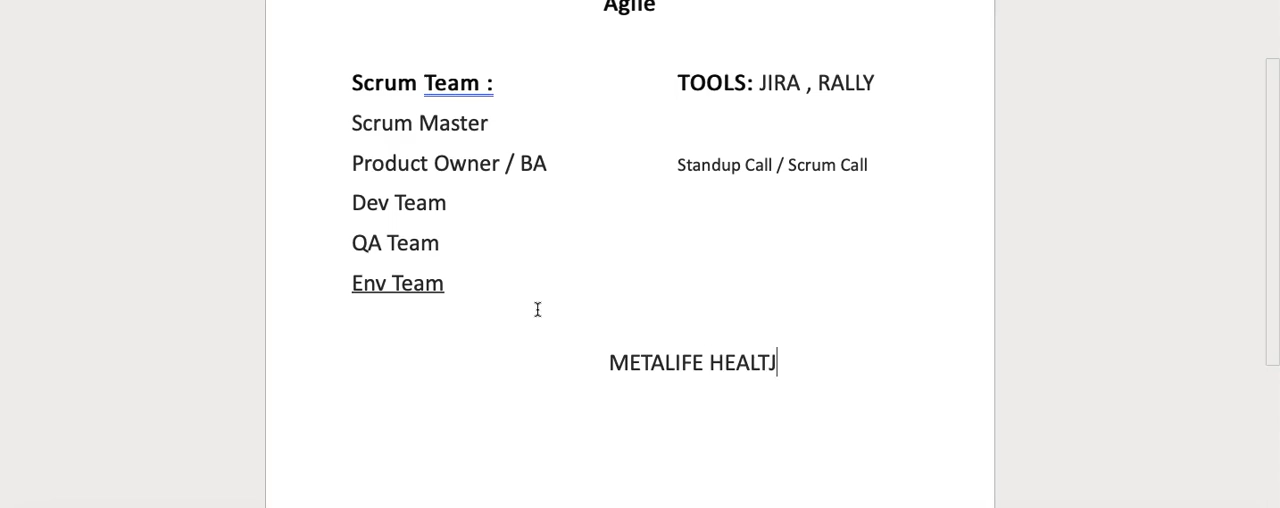 Agile
Scrum Team :
TOOLS: JIRA , RALLY
Scrum Master
Product Owner / BA
Standup Call / Scrum Call
Dev Team
QA Team
Env Team
METALIFE HEALTJ